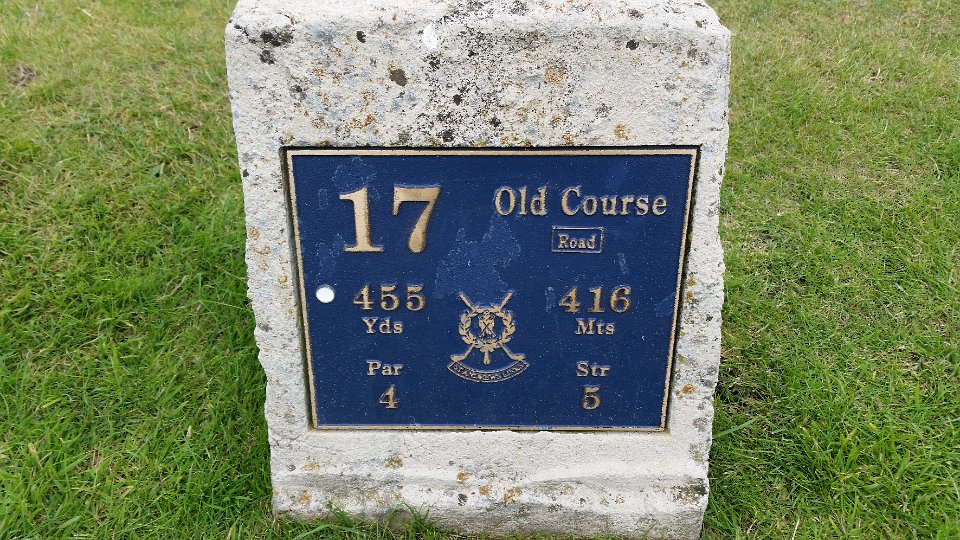 17 Old Course
Road
455 416
Yds Mts
Par Str
4 5